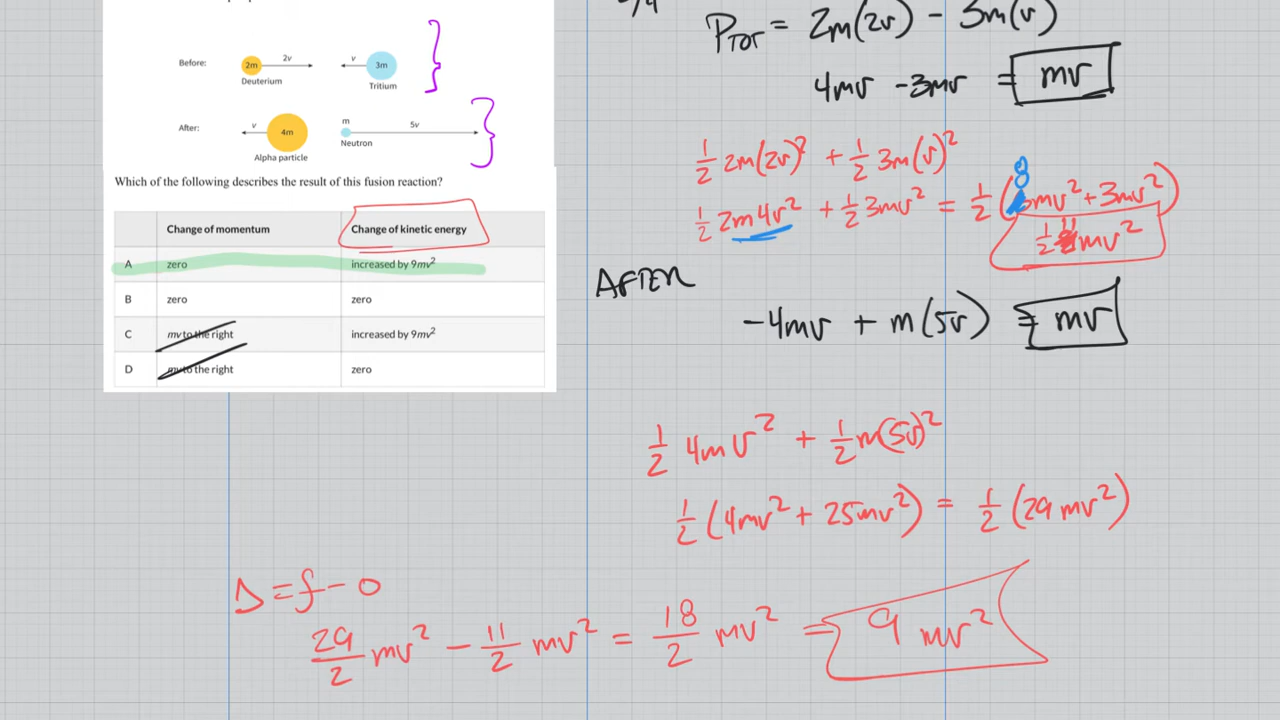 P_TOT = 2m(2v) - 3m(v)
4mv - 3mv = mv
Before: 2m 2v v 3m
Deuterium Tritium
After: v 4m m 5v
Alpha particle Neutron
Which of the following describes the result of this fusion reaction?
Change of momentum Change of kinetic energy
A zero increased by 9mv²
B zero zero
C mv to the right increased by 9mv²
D mv to the right zero
½ 2m(2v)² + ½ 3m(v)²
½ 2m4v² + ½ 3mv² = ½ (8mv² + 3mv²)
½ 11mv²
AFTER
-4mv + m(5v) = mv
½ 4mv² + ½ m(5v)²
½ (4mv² + 25mv²) = ½ (29mv²)
Δ = f - 0
29/2 mv² - 11/2 mv² = 18/2 mv² = 9mv²